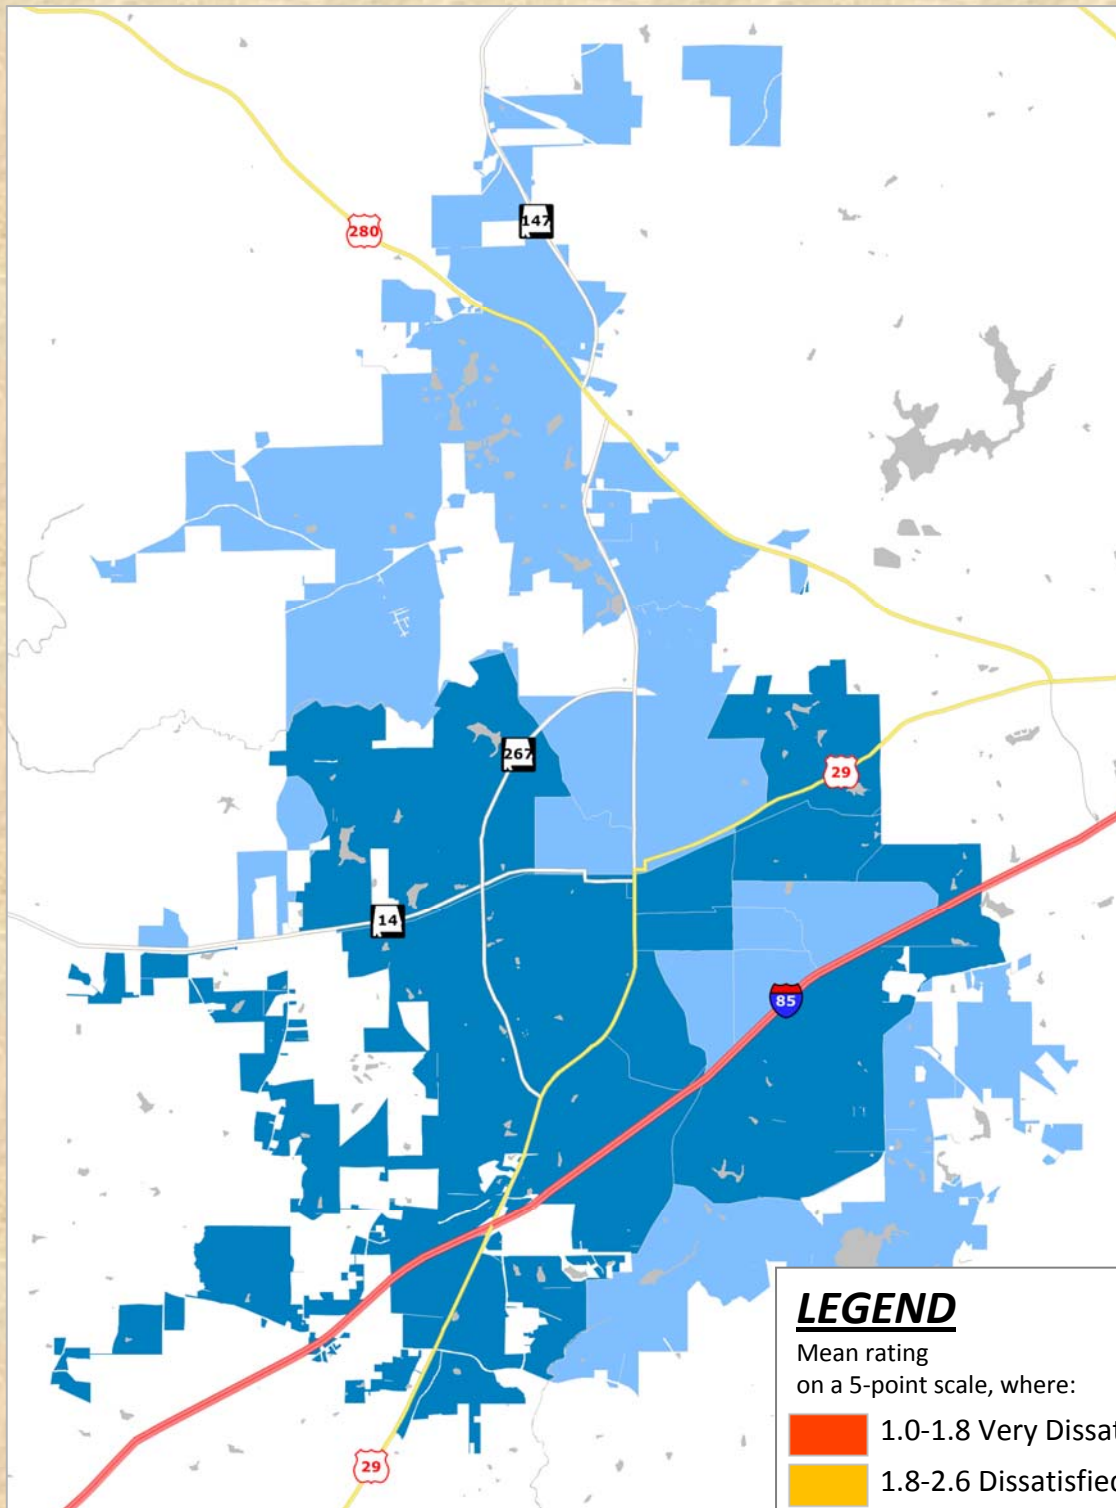 147
280
267
29
14
85
29
LEGEND
Mean rating
on a 5-point scale, where:
1.0-1.8 Very Dissat
1.8-2.6 Dissatisfied